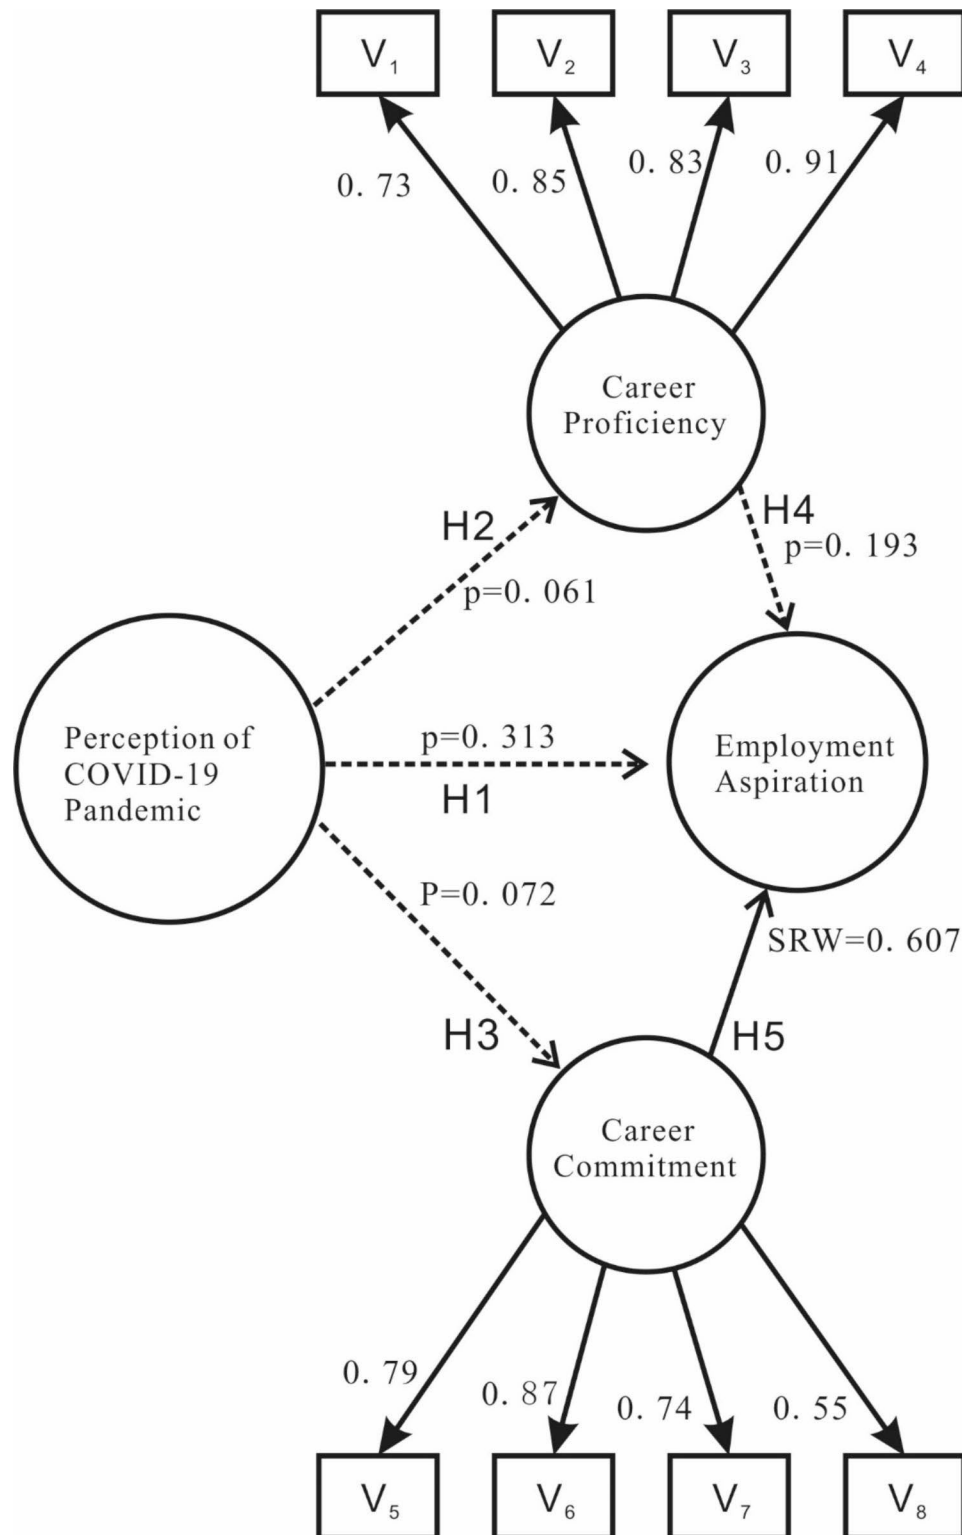 V₁ V₂ V₃ V₄
0. 73 0. 85 0. 83 0. 91
Career
Proficiency
H2
p=0. 061
H4
p=0. 193
Perception of
COVID-19
Pandemic
p=0. 313
H1
Employment
Aspiration
P=0. 072
H3
SRW=0. 607
H5
Career
Commitment
0. 79 0. 87 0. 74 0. 55
V₅ V₆ V₇ V₈